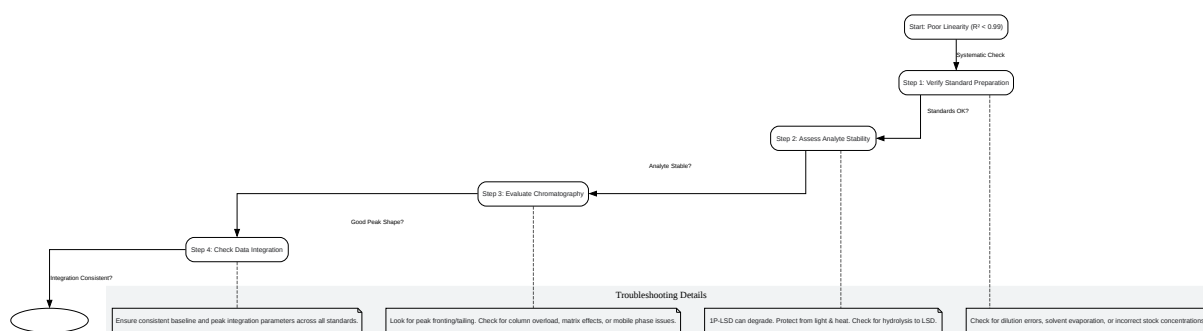 Start: Poor Linearity (R² < 0.99)
Systematic Check
Step 1: Verify Standard Preparation
Standards OK?
Step 2: Assess Analyte Stability
Analyte Stable?
Step 3: Evaluate Chromatography
Good Peak Shape?
Step 4: Check Data Integration
Integration Consistent?
Troubleshooting Details
Ensure consistent baseline and peak integration parameters across all standards.
Look for peak fronting/tailing. Check for column overload, matrix effects, or mobile phase issues.
1P-LSD can degrade. Protect from light & heat. Check for hydrolysis to LSD.
Check for dilution errors, solvent evaporation, or incorrect stock